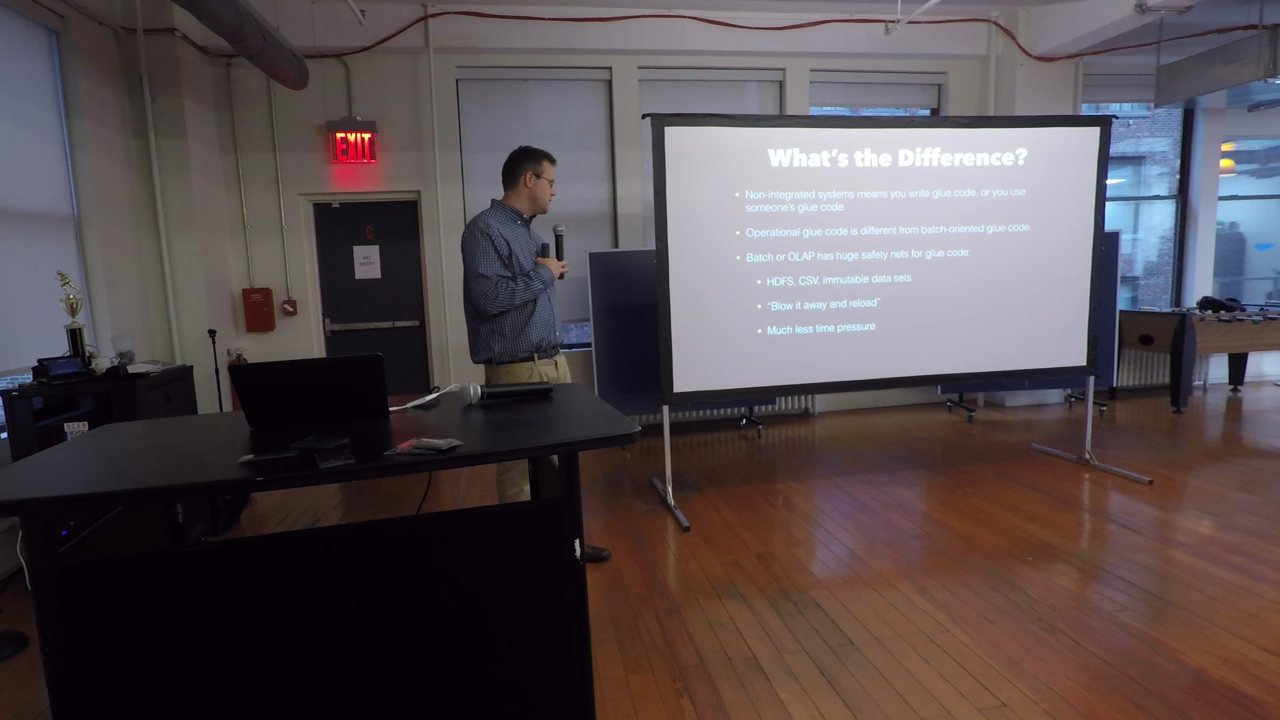 EXIT
C
NO
ENTRY
What's the Difference?
• Non-integrated systems means you write glue code, or you use
someone's glue code.
• Operational glue code is different from batch-oriented glue code.
• Batch or OLAP has huge safety nets for glue code:
• HDFS, CSV, immutable data sets
• "Blow it away and reload"
• Much less time pressure